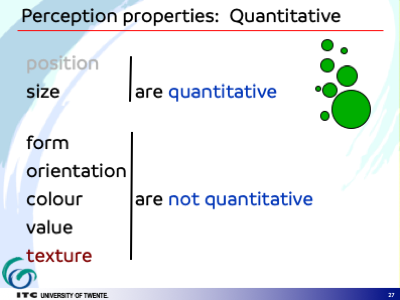 Perception properties: Quantitative
position
size
are quantitative
form
orientation
colour
are not quantitative
value
texture
ITC UNIVERSITY OF TWENTE.
27